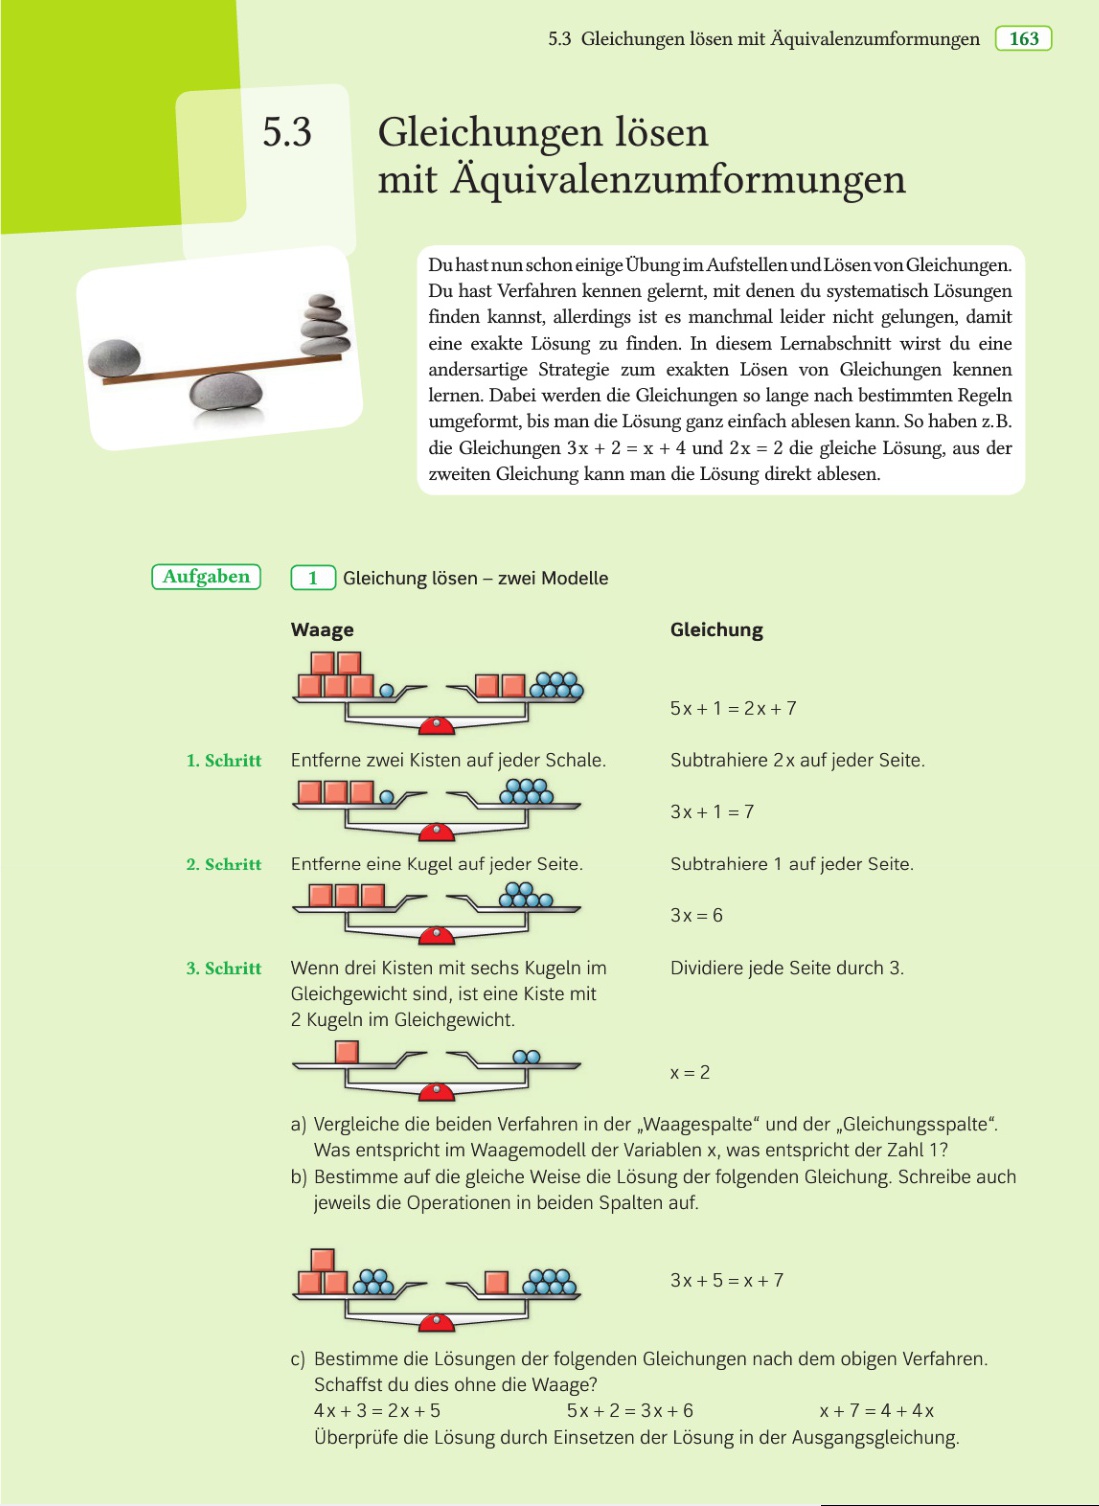 5.3 Gleichungen lösen mit Äquivalenzumformungen 163
5.3 Gleichungen lösen
mit Äquivalenzumformungen
Du hast nun schon einige Übung im Aufstellen und Lösen von Gleichungen.
Du hast Verfahren kennen gelernt, mit denen du systematisch Lösungen
finden kannst, allerdings ist es manchmal leider nicht gelungen, damit
eine exakte Lösung zu finden. In diesem Lernabschnitt wirst du eine
andersartige Strategie zum exakten Lösen von Gleichungen kennen
lernen. Dabei werden die Gleichungen so lange nach bestimmten Regeln
umgeformt, bis man die Lösung ganz einfach ablesen kann. So haben z. B.
die Gleichungen 3x + 2 = x + 4 und 2x = 2 die gleiche Lösung, aus der
zweiten Gleichung kann man die Lösung direkt ablesen.
Aufgaben 1 Gleichung lösen – zwei Modelle
Waage Gleichung
5x + 1 = 2x + 7
1. Schritt Entferne zwei Kisten auf jeder Schale. Subtrahiere 2x auf jeder Seite.
3x + 1 = 7
2. Schritt Entferne eine Kugel auf jeder Seite. Subtrahiere 1 auf jeder Seite.
3x = 6
3. Schritt Wenn drei Kisten mit sechs Kugeln im Dividiere jede Seite durch 3.
Gleichgewicht sind, ist eine Kiste mit
2 Kugeln im Gleichgewicht.
x = 2
a) Vergleiche die beiden Verfahren in der „Waagespalte“ und der „Gleichungsspalte“.
Was entspricht im Waagemodell der Variablen x, was entspricht der Zahl 1?
b) Bestimme auf die gleiche Weise die Lösung der folgenden Gleichung. Schreibe auch
jeweils die Operationen in beiden Spalten auf.
3x + 5 = x + 7
c) Bestimme die Lösungen der folgenden Gleichungen nach dem obigen Verfahren.
Schaffst du dies ohne die Waage?
4x + 3 = 2x + 5 5x + 2 = 3x + 6 x + 7 = 4 + 4x
Überprüfe die Lösung durch Einsetzen der Lösung in der Ausgangsgleichung.